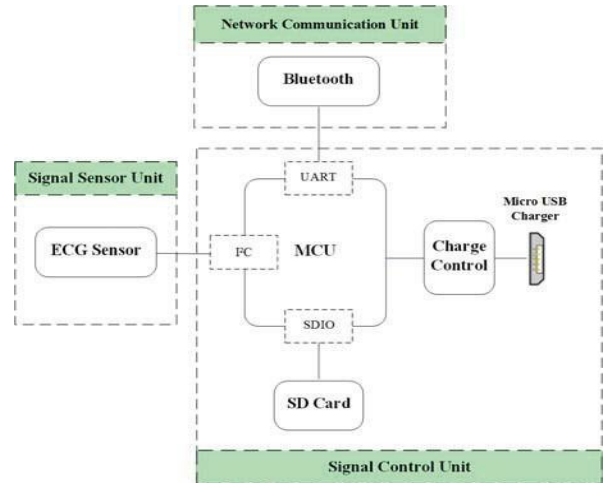 Network Communication Unit
Bluetooth
Signal Sensor Unit
ECG Sensor
UART
I²C
MCU
SDIO
SD Card
Charge
Control
Micro USB
Charger
Signal Control Unit